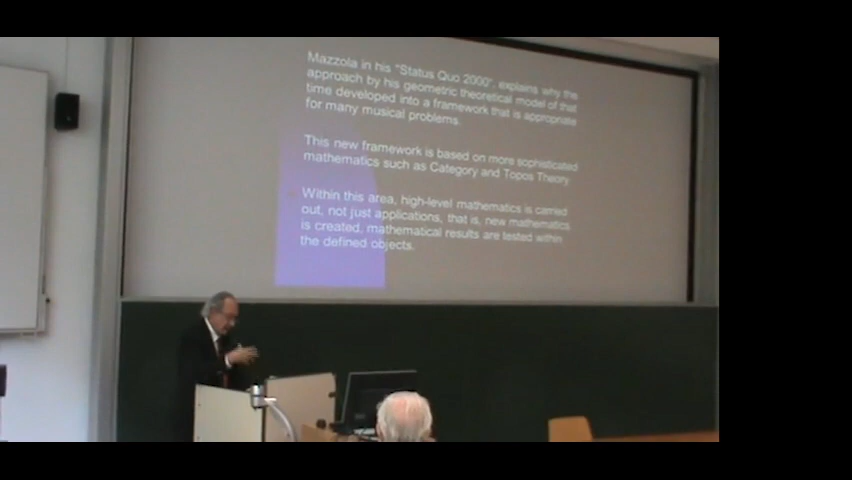 Mazzola in his "Status Quo 2000", explains why the
approach by his geometric theoretical model of that
time developed into a framework that is appropriate
for many musical problems.
This new framework is based on more sophisticated
mathematics such as Category and Topos Theory
Within this area, high-level mathematics is carried
out, not just applications, that is, new mathematics
is created, mathematical results are tested within
the defined objects.